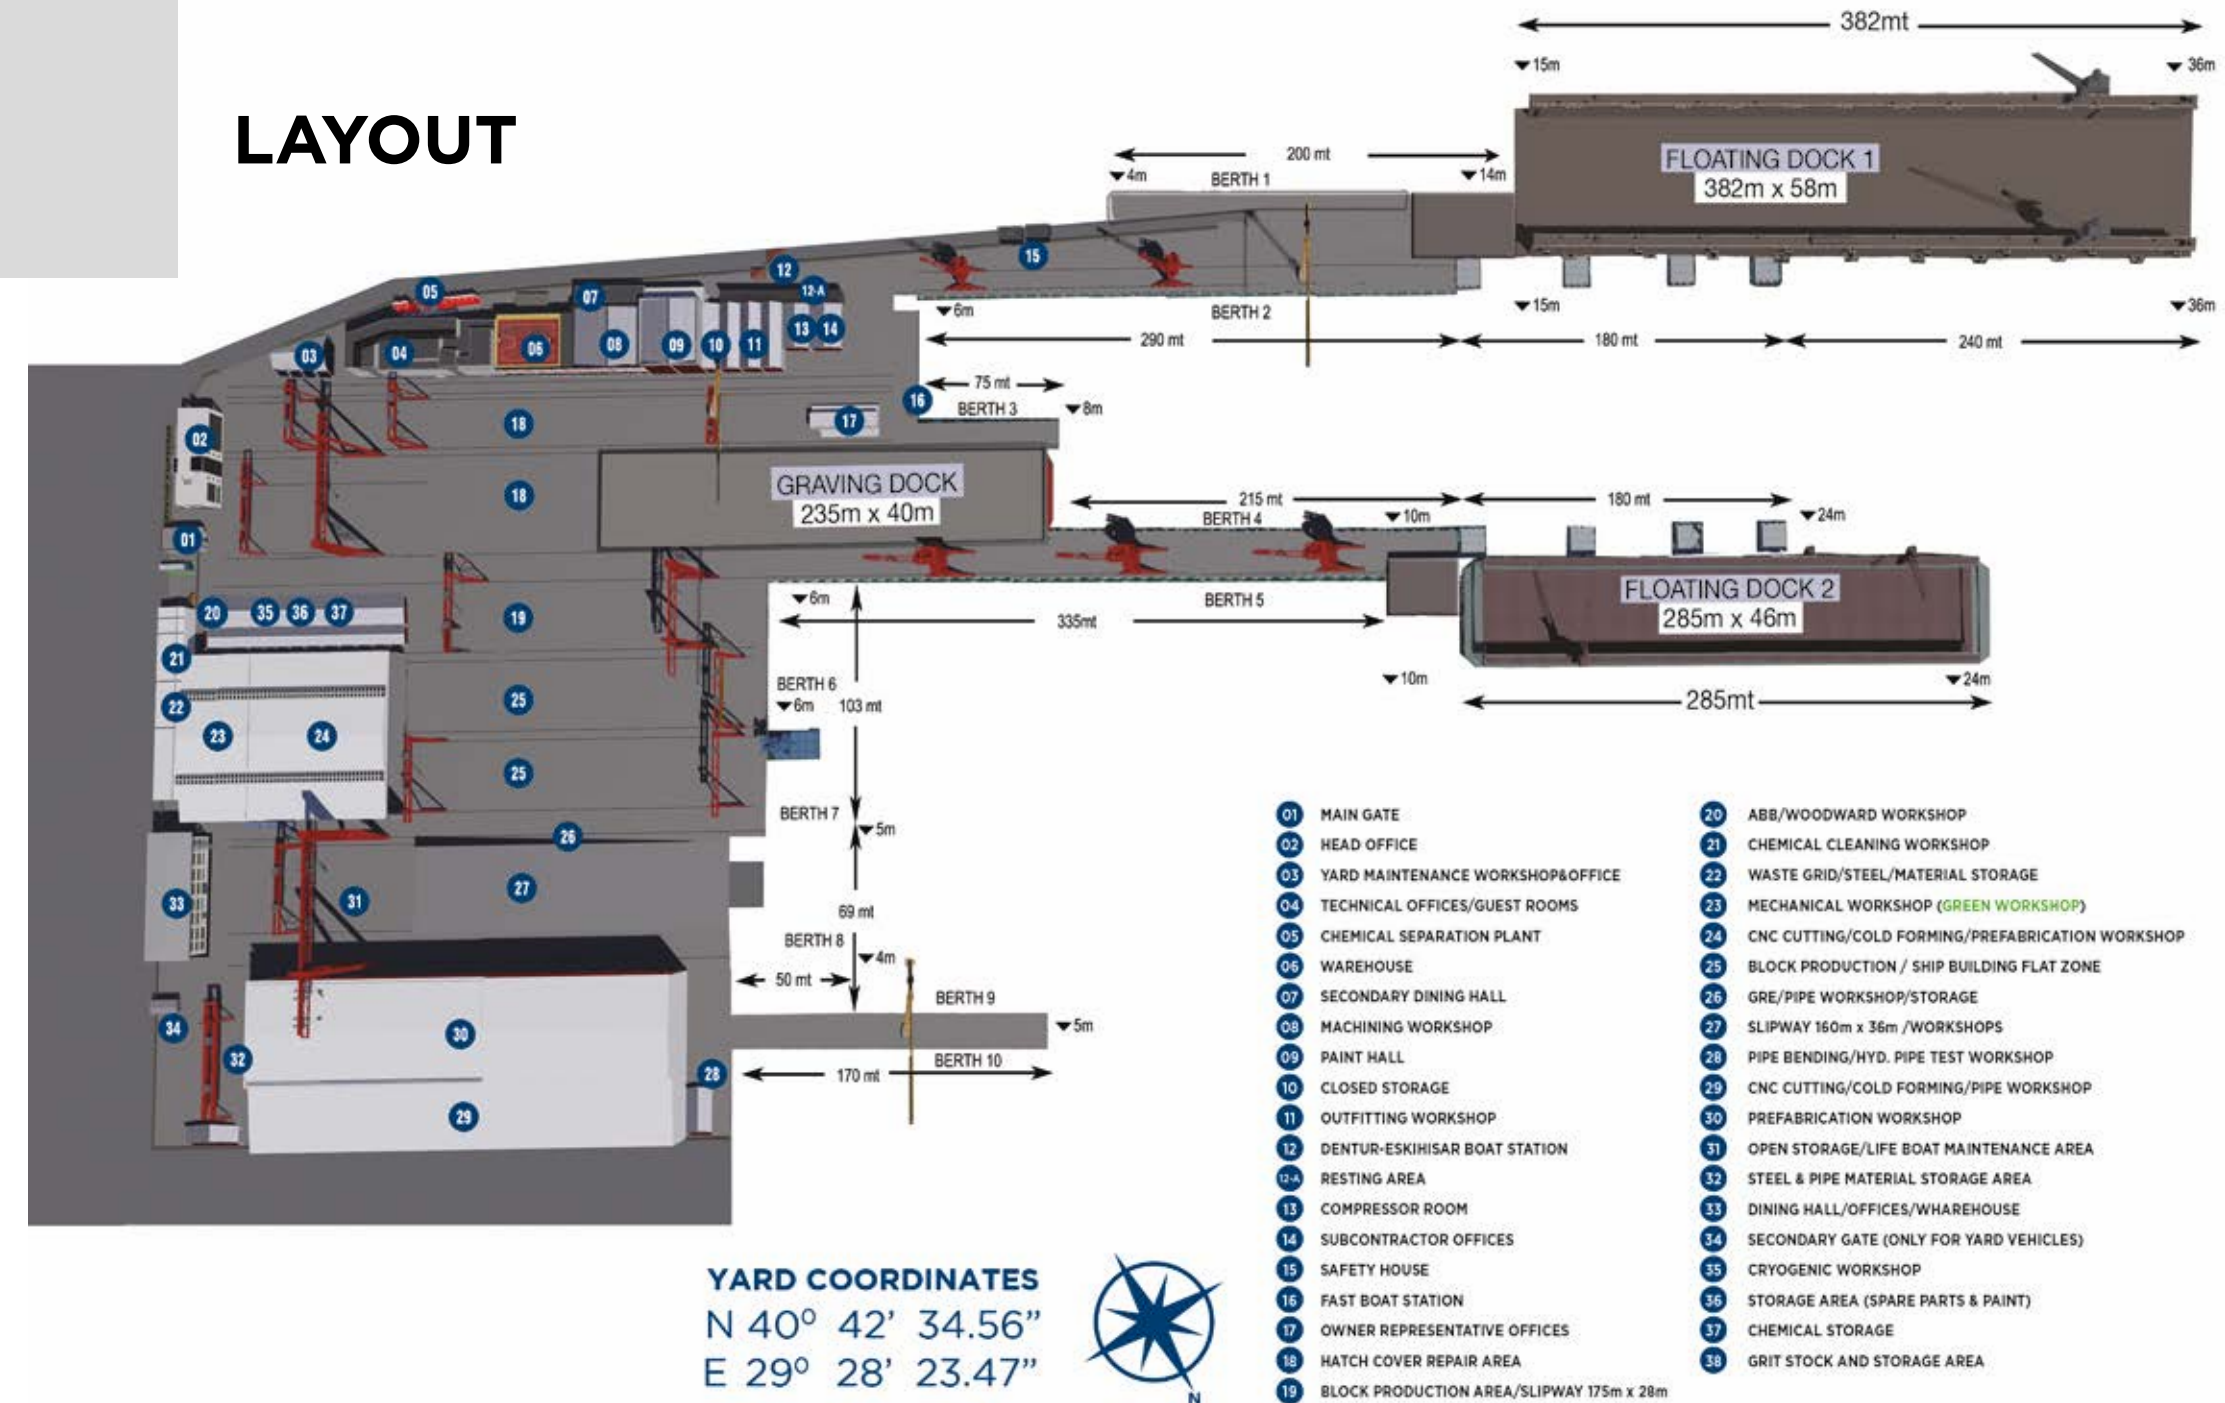 LAYOUT
382mt
15m
36m
FLOATING DOCK 1
382m x 58m
200 mt
4m
BERTH 1
14m
15
12
12-A
05
07
6m
BERTH 2
15m
36m
290 mt
180 mt
240 mt
03
04
06
08
09
10
11
13
14
75 mt
16
BERTH 3
8m
17
18
02
GRAVING DOCK
235m x 40m
18
215 mt
BERTH 4
10m
180 mt
24m
01
FLOATING DOCK 2
285m x 46m
6m
BERTH 5
335mt
20
35
36
37
19
21
10m
24m
285mt
BERTH 6
6m
103 mt
22
23
24
25
25
BERTH 7
5m
26
27
31
33
69 mt
BERTH 8
4m
50 mt
BERTH 9
5m
34
32
30
28
BERTH 10
170 mt
29
01 MAIN GATE
02 HEAD OFFICE
03 YARD MAINTENANCE WORKSHOP&OFFICE
04 TECHNICAL OFFICES/GUEST ROOMS
05 CHEMICAL SEPARATION PLANT
06 WAREHOUSE
07 SECONDARY DINING HALL
08 MACHINING WORKSHOP
09 PAINT HALL
10 CLOSED STORAGE
11 OUTFITTING WORKSHOP
12 DENTUR-ESKIHISAR BOAT STATION
12-A RESTING AREA
13 COMPRESSOR ROOM
14 SUBCONTRACTOR OFFICES
15 SAFETY HOUSE
16 FAST BOAT STATION
17 OWNER REPRESENTATIVE OFFICES
18 HATCH COVER REPAIR AREA
19 BLOCK PRODUCTION AREA/SLIPWAY 175m x 28m
20 ABB/WOODWARD WORKSHOP
21 CHEMICAL CLEANING WORKSHOP
22 WASTE GRID/STEEL/MATERIAL STORAGE
23 MECHANICAL WORKSHOP (GREEN WORKSHOP)
24 CNC CUTTING/COLD FORMING/PREFABRICATION WORKSHOP
25 BLOCK PRODUCTION / SHIP BUILDING FLAT ZONE
26 GRE/PIPE WORKSHOP/STORAGE
27 SLIPWAY 160m x 36m /WORKSHOPS
28 PIPE BENDING/HYD. PIPE TEST WORKSHOP
29 CNC CUTTING/COLD FORMING/PIPE WORKSHOP
30 PREFABRICATION WORKSHOP
31 OPEN STORAGE/LIFE BOAT MAINTENANCE AREA
32 STEEL & PIPE MATERIAL STORAGE AREA
33 DINING HALL/OFFICES/WHAREHOUSE
34 SECONDARY GATE (ONLY FOR YARD VEHICLES)
35 CRYOGENIC WORKSHOP
36 STORAGE AREA (SPARE PARTS & PAINT)
37 CHEMICAL STORAGE
38 GRIT STOCK AND STORAGE AREA
YARD COORDINATES
N 40⁰ 42’ 34.56”
E 29⁰ 28’ 23.47”
N